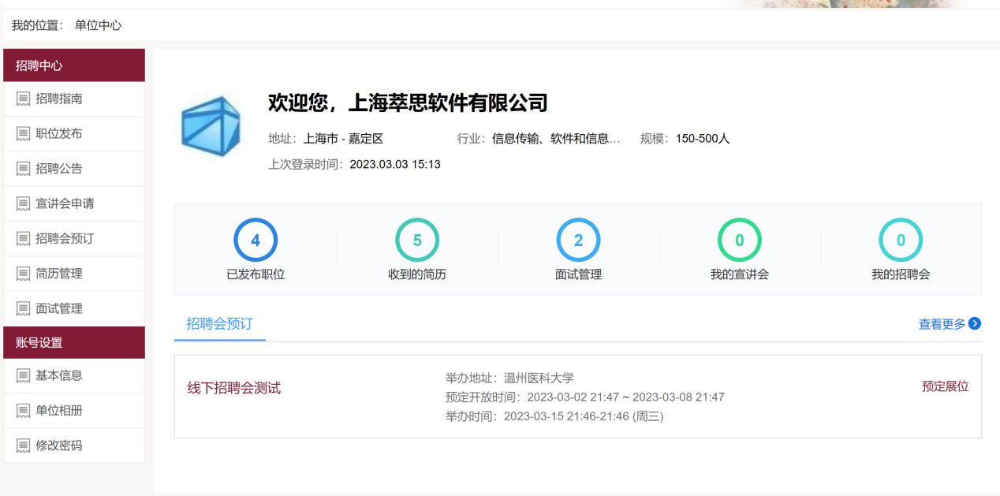 我的位置： 单位中心
招聘中心
招聘指南
职位发布
招聘公告
宣讲会申请
招聘会预订
简历管理
面试管理
账号设置
基本信息
单位相册
修改密码
欢迎您，上海萃思软件有限公司
地址：上海市 - 嘉定区 行业：信息传输、软件和信息… 规模：150-500人
上次登录时间：2023.03.03 15:13
4 5 2 0 0
已发布职位 收到的简历 面试管理 我的宣讲会 我的招聘会
招聘会预订 查看更多
线下招聘会测试
举办地址：温州医科大学
预定开放时间：2023-03-02 21:47 ~ 2023-03-08 21:47
举办时间：2023-03-15 21:46-21:46 (周三)
预定展位